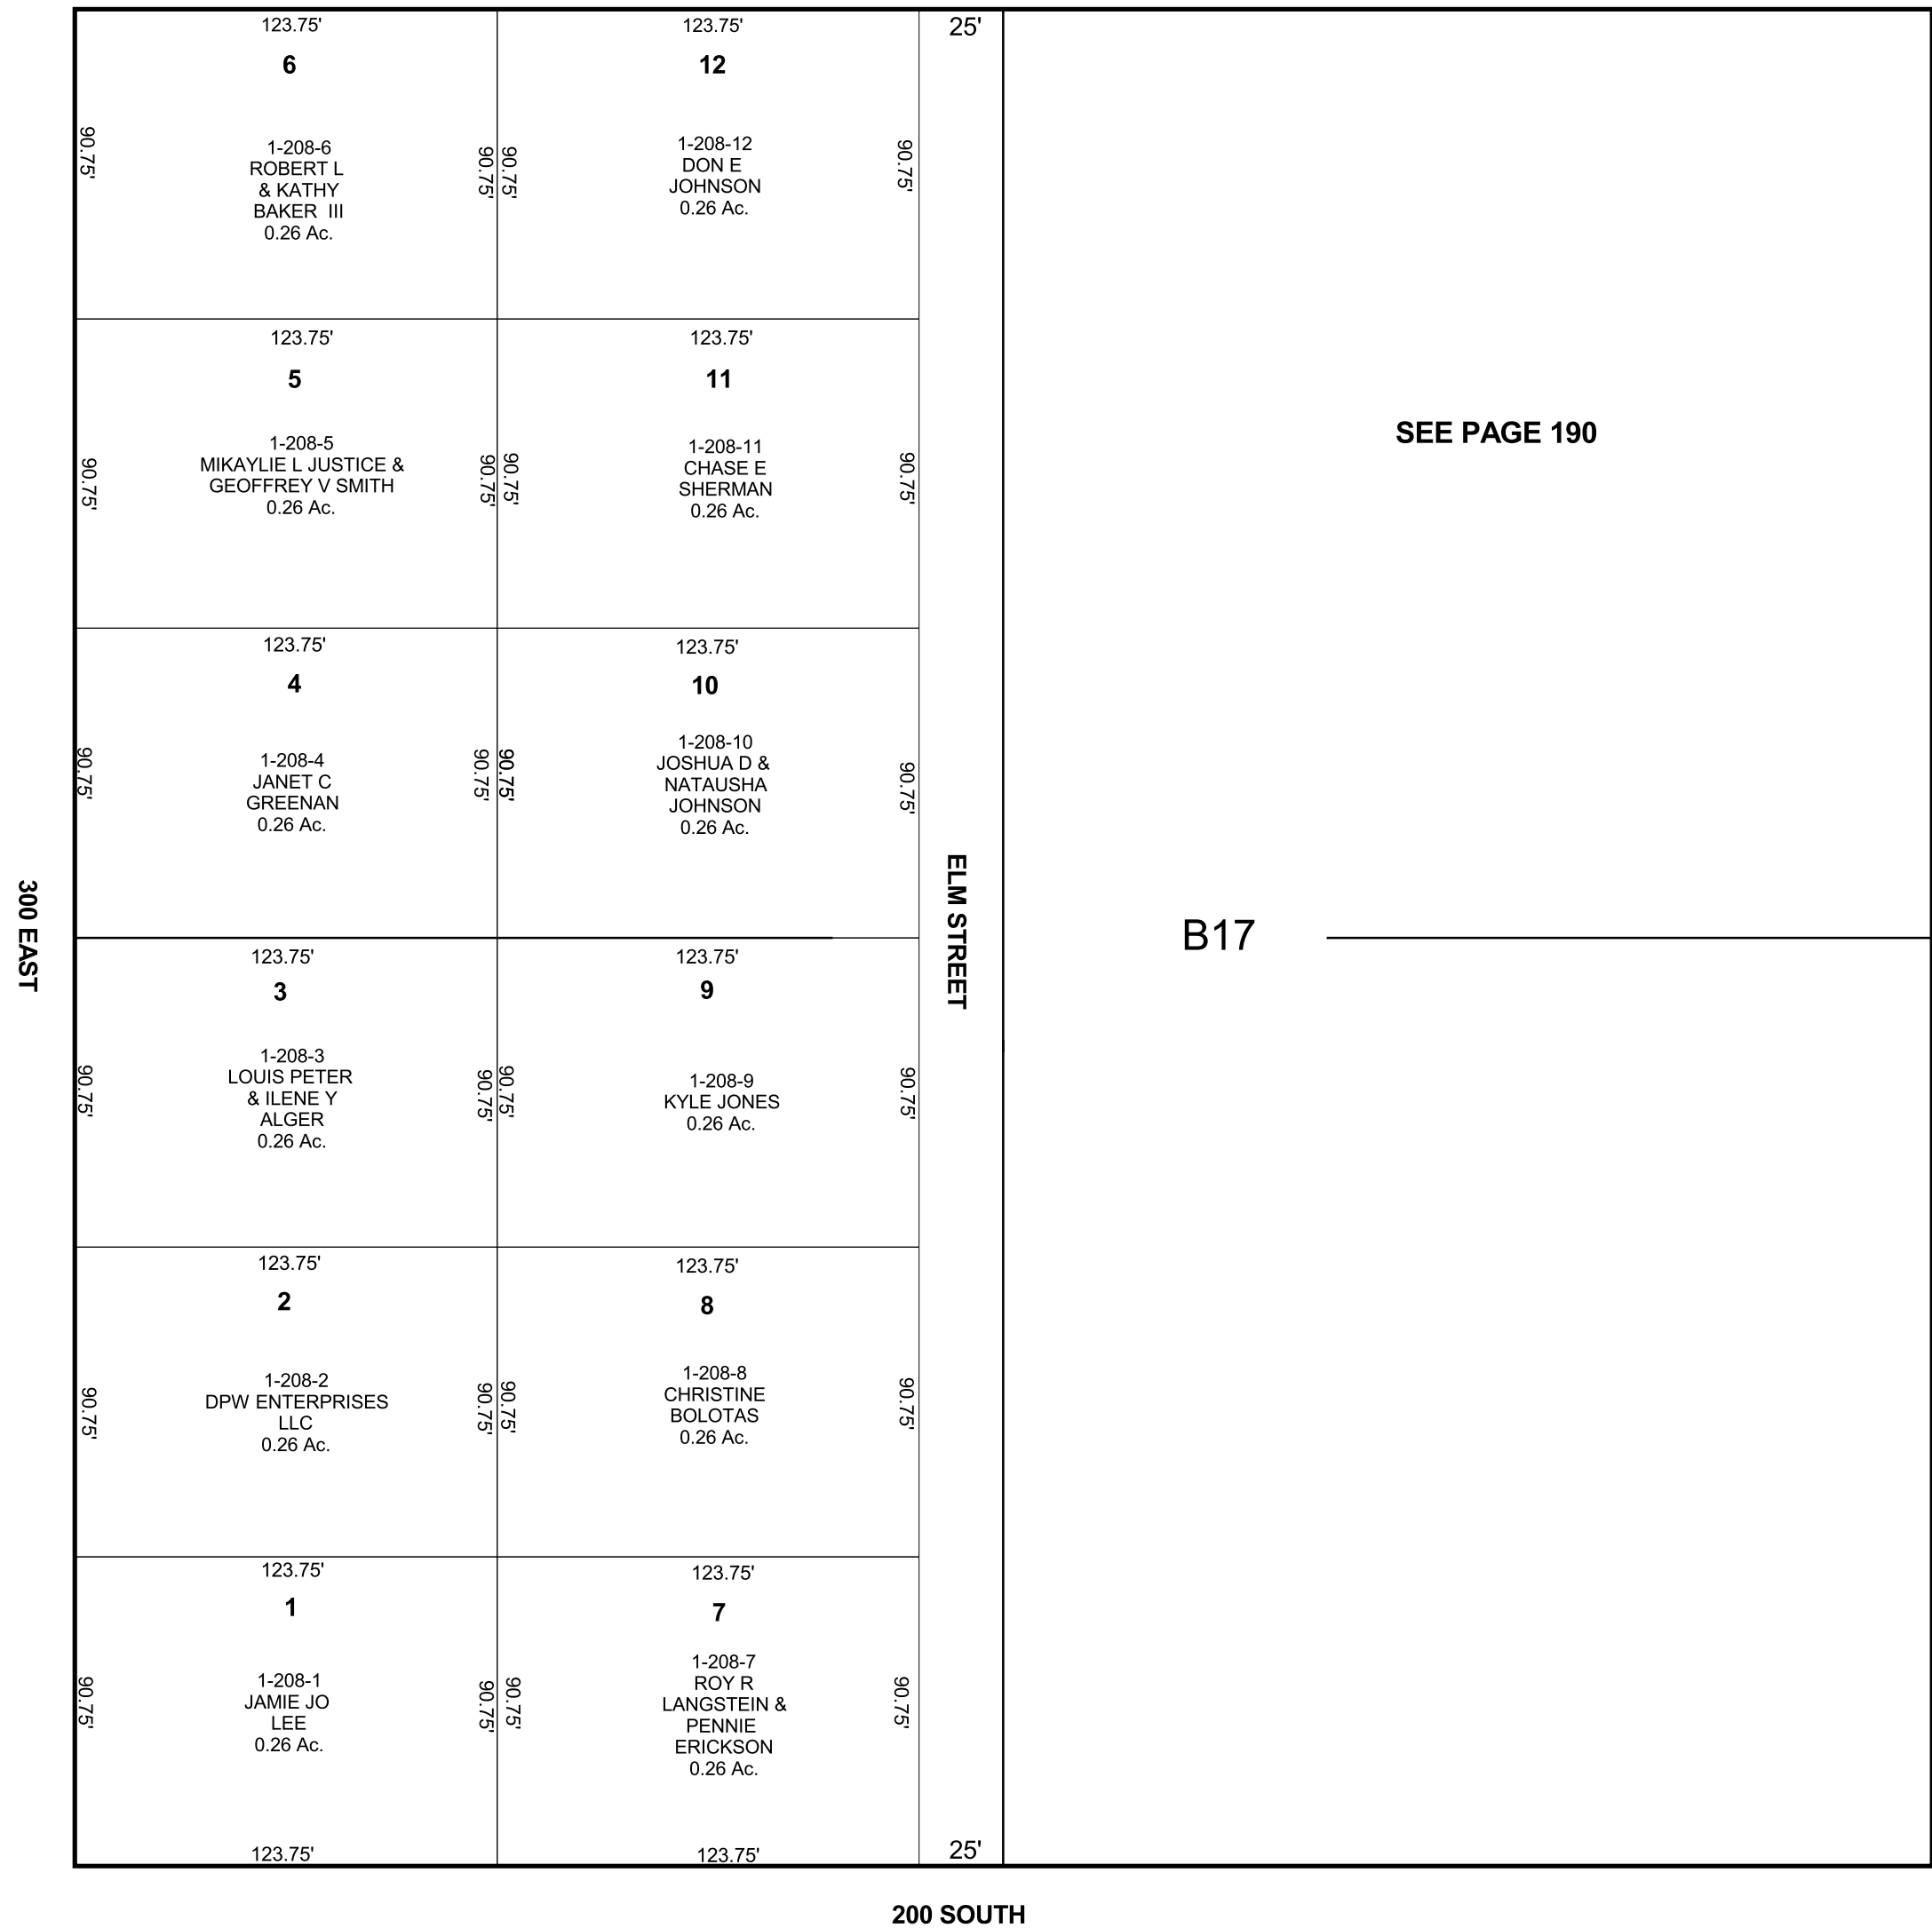 123.75'
123.75'
25'
6
12
90.75'
1-208-6
ROBERT L
& KATHY
BAKER III
0.26 Ac.
90.75'
90.75'
1-208-12
DON E
JOHNSON
0.26 Ac.
90.75'
123.75'
123.75'
5
11
SEE PAGE 190
90.75'
1-208-5
MIKAYLIE L JUSTICE &
GEOFFREY V SMITH
0.26 Ac.
90.75'
90.75'
1-208-11
CHASE E
SHERMAN
0.26 Ac.
90.75'
123.75'
123.75'
4
10
90.75'
1-208-4
JANET C
GREENAN
0.26 Ac.
90.75'
90.75'
1-208-10
JOSHUA D &
NATAUSHA
JOHNSON
0.26 Ac.
90.75'
300 EAST
ELM STREET
B17
123.75'
123.75'
3
9
90.75'
1-208-3
LOUIS PETER
& ILENE Y
ALGER
0.26 Ac.
90.75'
90.75'
1-208-9
KYLE JONES
0.26 Ac.
90.75'
123.75'
123.75'
2
8
90.75'
1-208-2
DPW ENTERPRISES
LLC
0.26 Ac.
90.75'
90.75'
1-208-8
CHRISTINE
BOLOTAS
0.26 Ac.
90.75'
123.75'
123.75'
1
7
90.75'
1-208-1
JAMIE JO
LEE
0.26 Ac.
90.75'
90.75'
1-208-7
ROY R
LANGSTEIN &
PENNIE
ERICKSON
0.26 Ac.
90.75'
123.75'
123.75'
25'
200 SOUTH